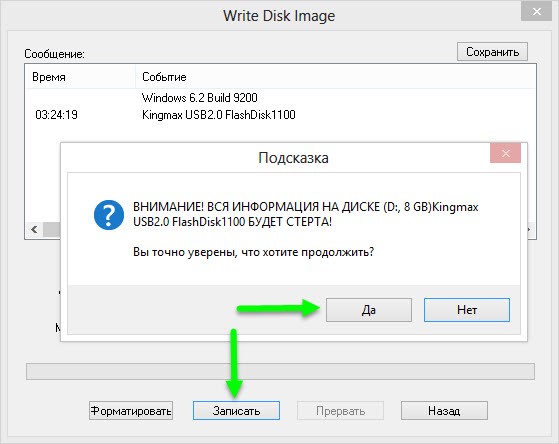 Write Disk Image
Сообщение:
Сохранить
Время Событие
Windows 6.2 Build 9200
03:24:19 Kingmax USB2.0 FlashDisk1100
Подсказка
ВНИМАНИЕ! ВСЯ ИНФОРМАЦИЯ НА ДИСКЕ (D:, 8 GB)Kingmax
USB2.0 FlashDisk1100 БУДЕТ СТЕРТА!
Вы точно уверены, что хотите продолжить?
Да Нет
Форматировать Записать Прервать Назад